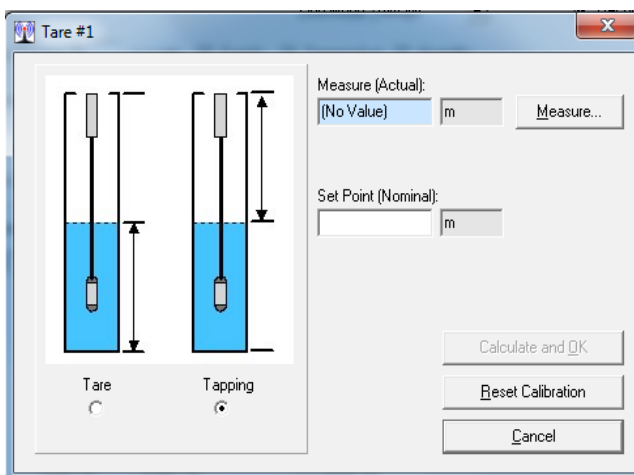 Tare #1
Measure (Actual):
(No Value) m Measure...
Set Point (Nominal):
m
Calculate and OK
Tare Tapping
Reset Calibration
Cancel